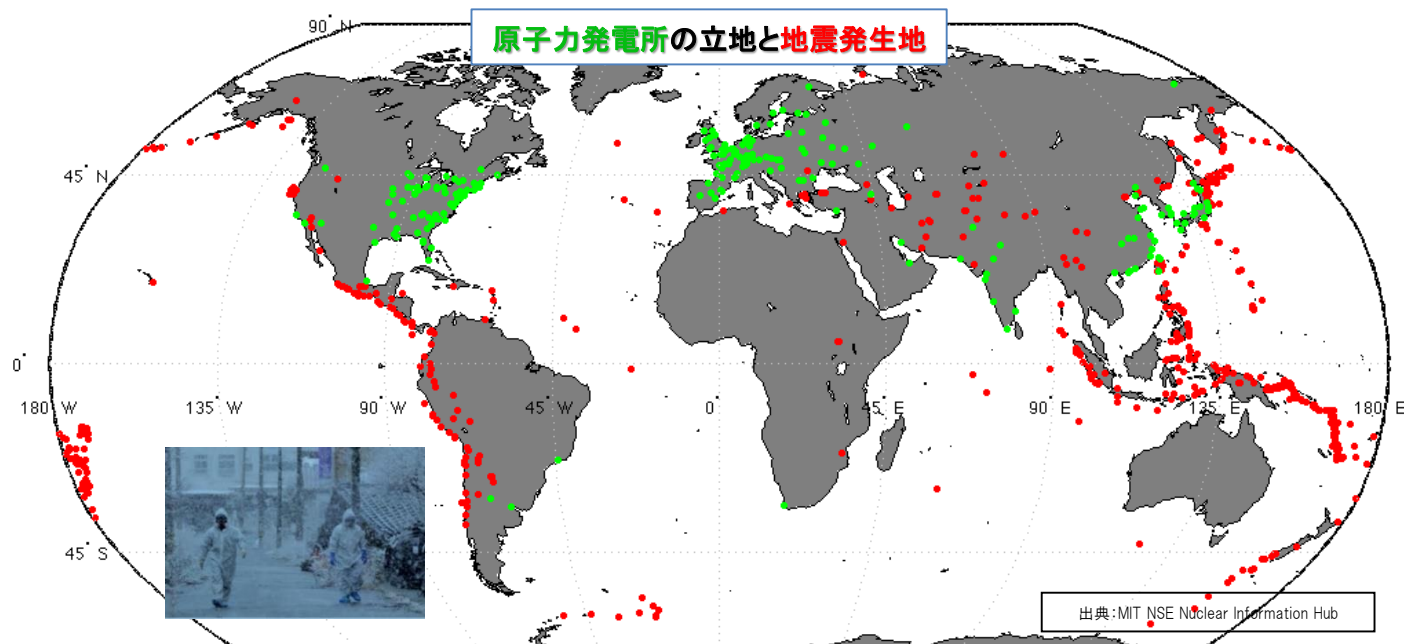 90° N
原子力発電所の立地と地震発生地
45° N
0°
180° W
135° W
90° W
45° W
0°
45° E
90° E
135° E
180° E
45° S
出典:MIT NSE Nuclear Information Hub